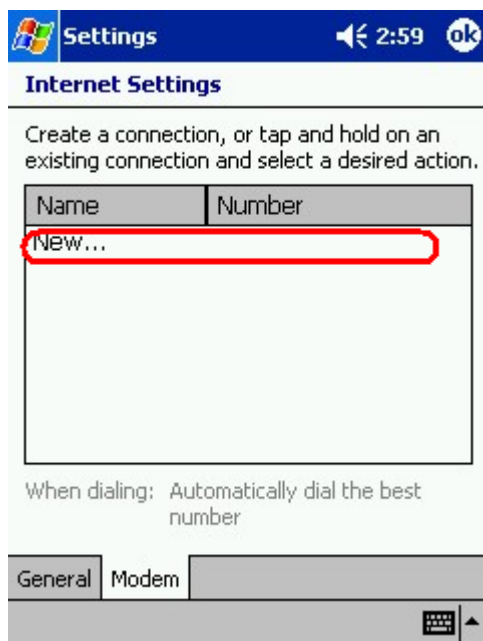 Settings 2:59 ok
Internet Settings
Create a connection, or tap and hold on an
existing connection and select a desired action.
Name Number
New...
When dialing: Automatically dial the best
number
General Modem